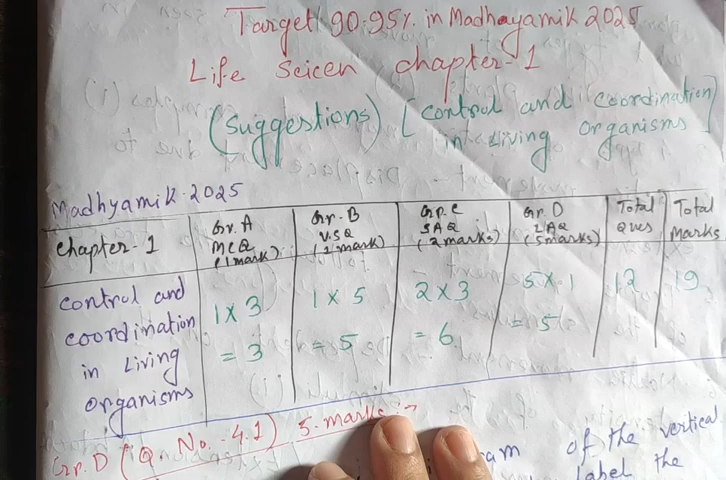 Target 90-95%. in Madhayamik 2025
Life Scicen chapter-1
(Suggestions) [control and coordination in Living Organisms]
Madhyamik-2025
Chapter-1 | Gr. A MCQ (1 mark) | Gr.-B V.SQ (1 mark) | Gr. C SAQ (2 marks) | Gr. D LAQ (5 marks) | Total Ques | Total Marks
control and coordination in Living Organisms | 1 x 3 = 3 | 1 x 5 = 5 | 2 x 3 = 6 | 5 x 1 = 5 | 12 | 19
Gr. D (Q. No. -4.1) 5-marks :-
of the vertical
Label the